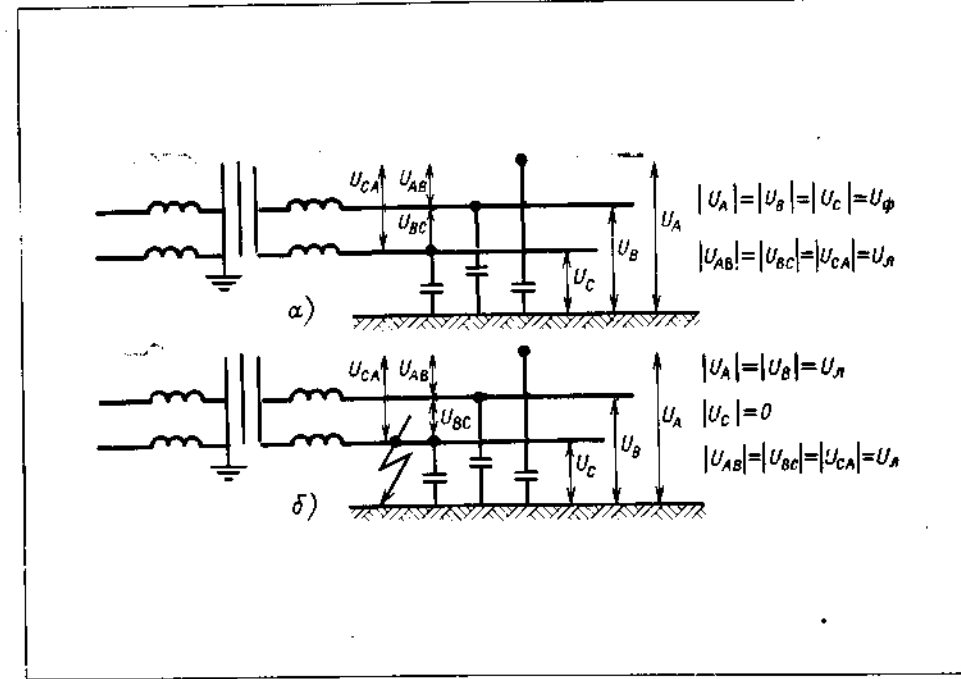 U_CA U_AB
U_BC
U_C
U_B
U_A
|U_A|=|U_B|=|U_C|=U_ф
|U_AB|=|U_BC|=|U_CA|=U_л
а)
U_CA U_AB
U_BC
U_C
U_B
U_A
|U_A|=|U_B|=U_л
|U_C|=0
|U_AB|=|U_BC|=|U_CA|=U_л
б)